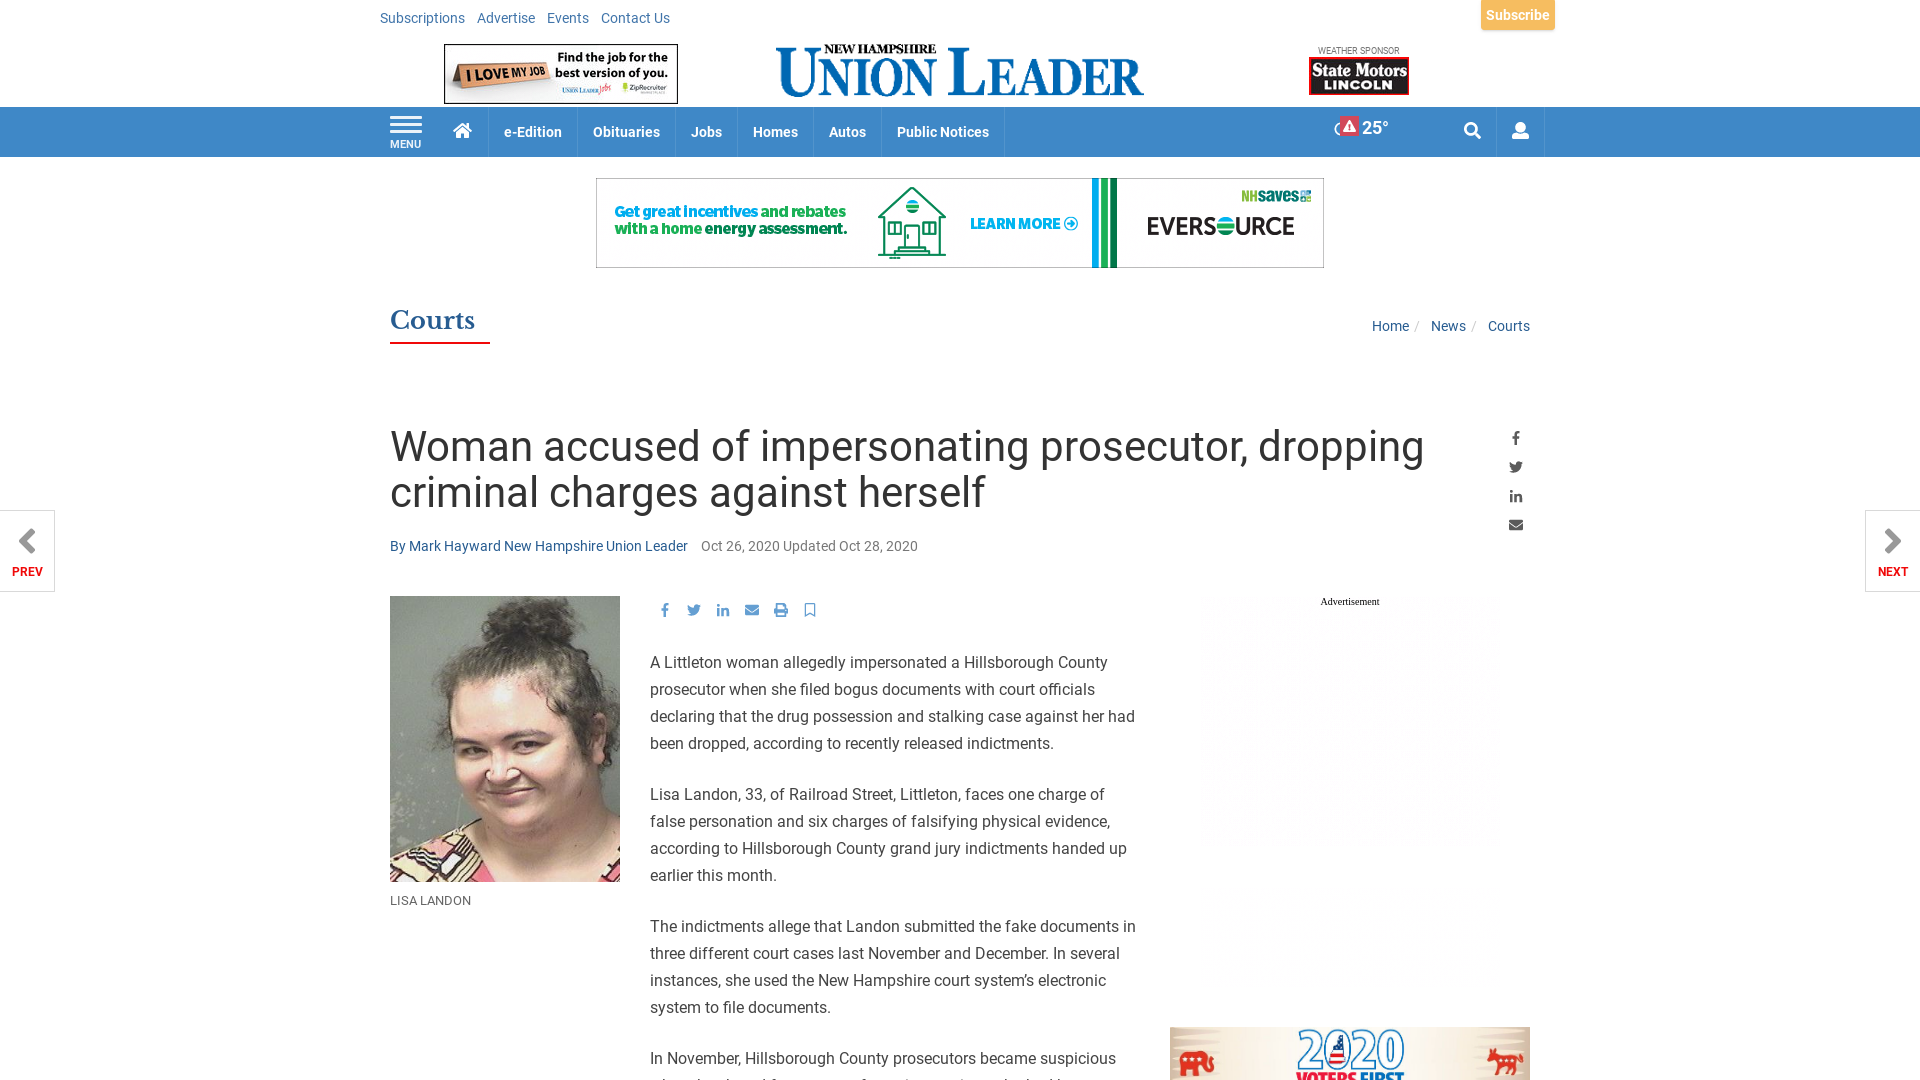 Subscriptions Advertise Events Contact Us
Subscribe
I LOVE MY JOB
Find the job for the
best version of you.
UNION LEADER Jobs ZipRecruiter
NEW HAMPSHIRE
UNION LEADER
WEATHER SPONSOR
State Motors
LINCOLN
MENU
e-Edition Obituaries Jobs Homes Autos Public Notices
25°
Get great incentives and rebates
with a home energy assessment.
LEARN MORE
NHsaves
EVERSOURCE
Courts
Home / News / Courts
Woman accused of impersonating prosecutor, dropping
criminal charges against herself
By Mark Hayward New Hampshire Union Leader Oct 26, 2020 Updated Oct 28, 2020
PREV
NEXT
LISA LANDON
A Littleton woman allegedly impersonated a Hillsborough County
prosecutor when she filed bogus documents with court officials
declaring that the drug possession and stalking case against her had
been dropped, according to recently released indictments.
Lisa Landon, 33, of Railroad Street, Littleton, faces one charge of
false personation and six charges of falsifying physical evidence,
according to Hillsborough County grand jury indictments handed up
earlier this month.
The indictments allege that Landon submitted the fake documents in
three different court cases last November and December. In several
instances, she used the New Hampshire court system’s electronic
system to file documents.
In November, Hillsborough County prosecutors became suspicious
Advertisement
2020
VOTERS FIRST